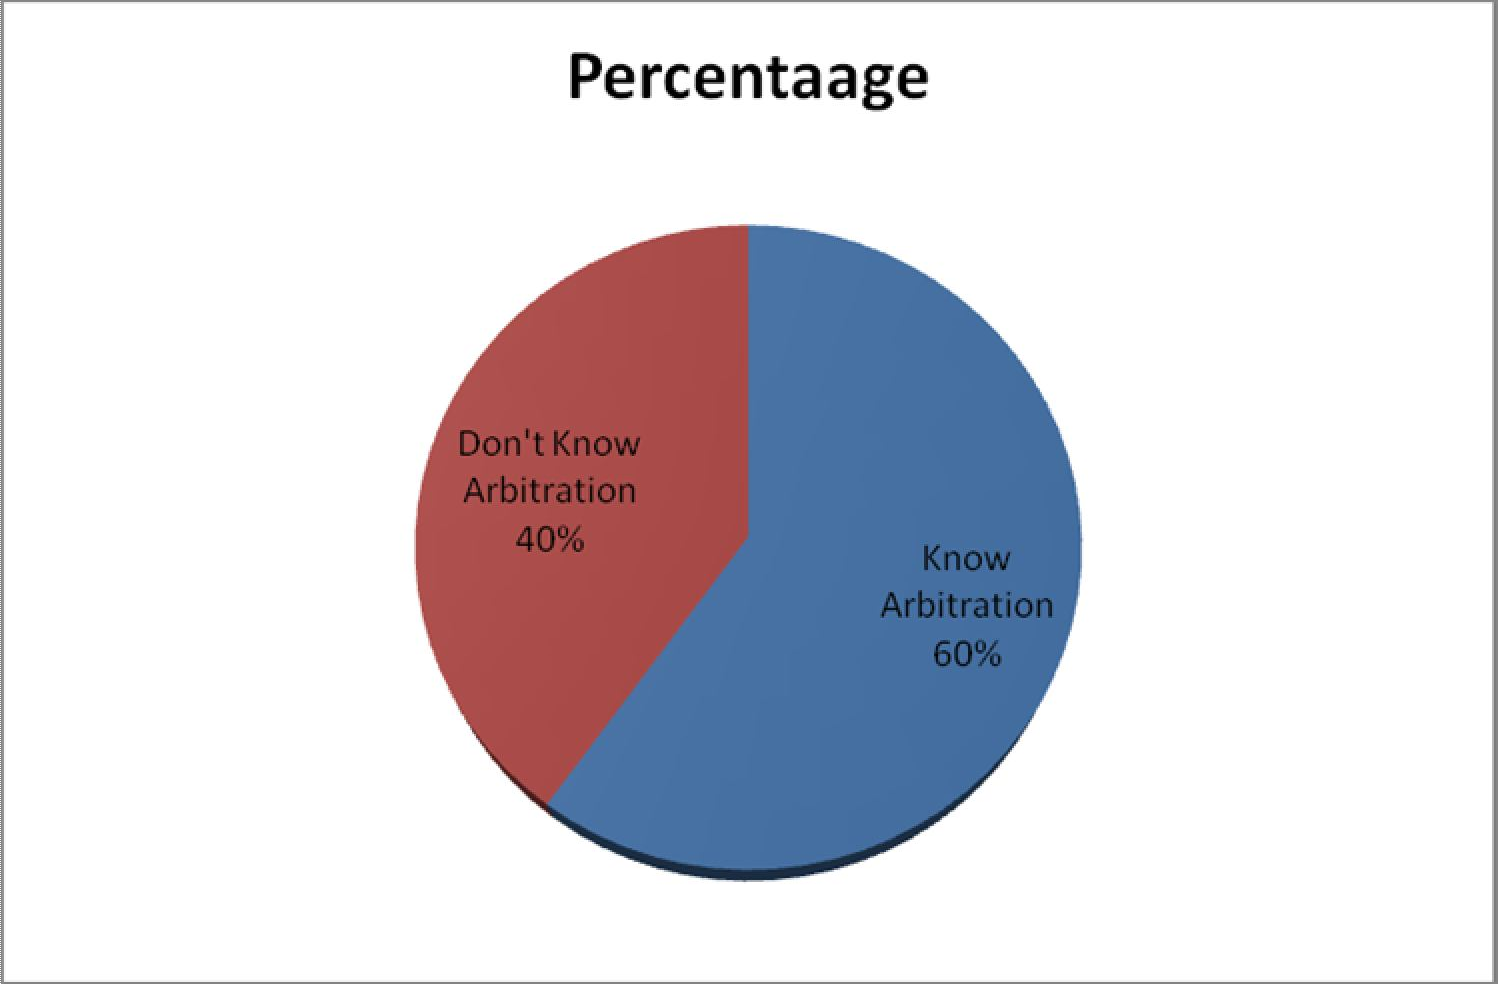 Percentaage
Don't Know
Arbitration
40%
Know
Arbitration
60%